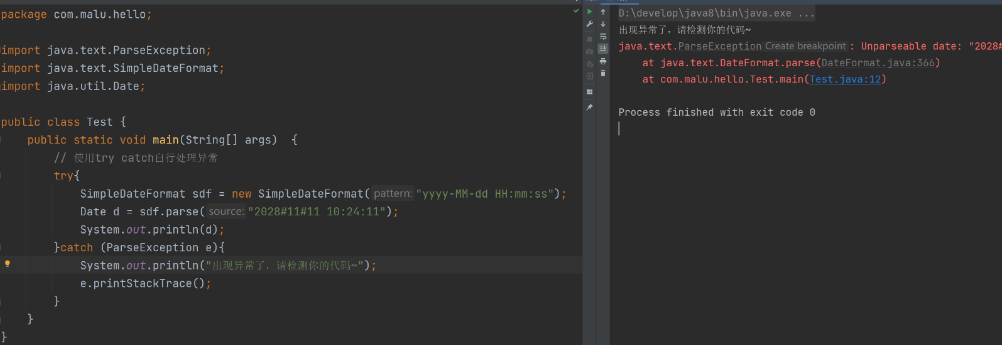 package com.malu.hello;
import java.text.ParseException;
import java.text.SimpleDateFormat;
import java.util.Date;
public class Test {
public static void main(String[] args)  {
// 使用try catch自行处理异常
try{
SimpleDateFormat sdf = new SimpleDateFormat( pattern: "yyyy-MM-dd HH:mm:ss");
Date d = sdf.parse( source: "2028#11#11 10:24:11");
System.out.println(d);
}catch (ParseException e){
System.out.println("出现异常了，请检测你的代码~");
e.printStackTrace();
}
}
}
D:\develop\java8\bin\java.exe ...
出现异常了，请检测你的代码~
java.text.ParseException Create breakpoint : Unparseable date: "2028#
at java.text.DateFormat.parse(DateFormat.java:366)
at com.malu.hello.Test.main(Test.java:12)
Process finished with exit code 0